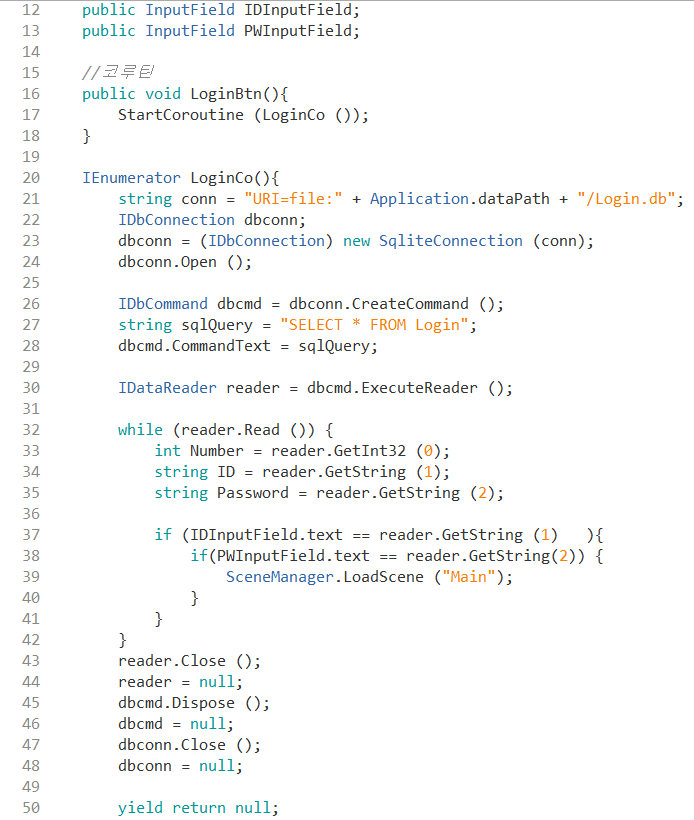 12 public InputField IDInputField;
13 public InputField PWInputField;
14
15 //코루틴
16 public void LoginBtn(){
17 StartCoroutine (LoginCo ());
18 }
19
20 IEnumerator LoginCo(){
21 string conn = "URI=file:" + Application.dataPath + "/Login.db";
22 IDbConnection dbconn;
23 dbconn = (IDbConnection) new SqliteConnection (conn);
24 dbconn.Open ();
25
26 IDbCommand dbcmd = dbconn.CreateCommand ();
27 string sqlQuery = "SELECT * FROM Login";
28 dbcmd.CommandText = sqlQuery;
29
30 IDataReader reader = dbcmd.ExecuteReader ();
31
32 while (reader.Read ()) {
33 int Number = reader.GetInt32 (0);
34 string ID = reader.GetString (1);
35 string Password = reader.GetString (2);
36
37 if (IDInputField.text == reader.GetString (1)   ){
38 if(PWInputField.text == reader.GetString(2)) {
39 SceneManager.LoadScene ("Main");
40 }
41 }
42 }
43 reader.Close ();
44 reader = null;
45 dbcmd.Dispose ();
46 dbcmd = null;
47 dbconn.Close ();
48 dbconn = null;
49
50 yield return null;